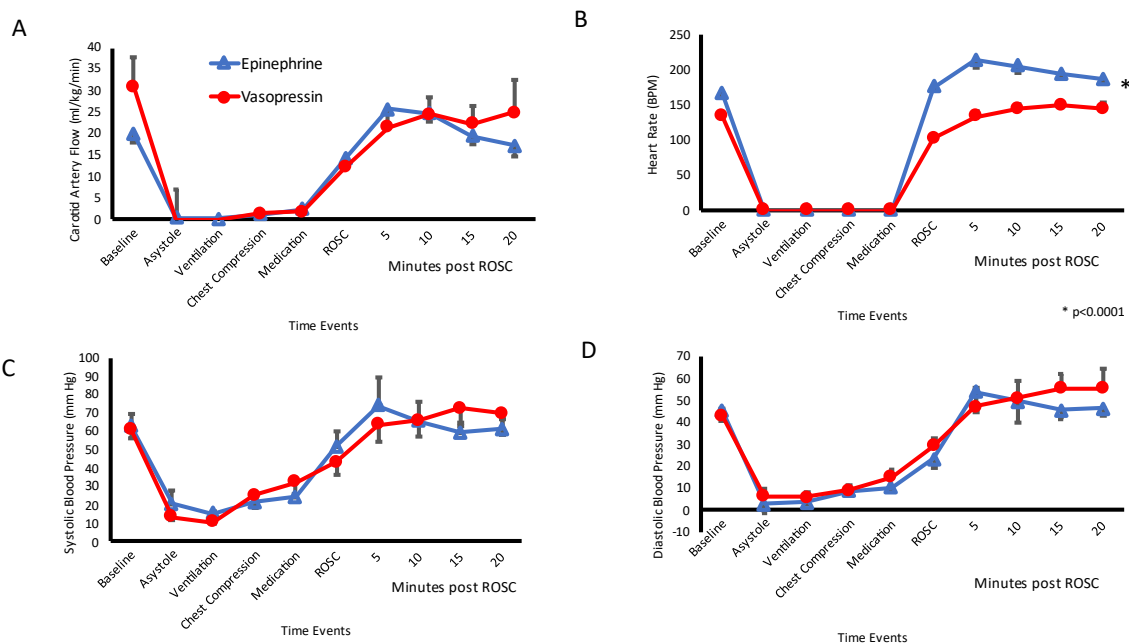 A
Carotid Artery Flow (ml/kg/min)
40
35
30
25
20
15
10
5
0
Epinephrine
Vasopressin
Baseline
Asystole
Ventilation
Chest Compression
Medication
ROSC
5
10
15
20
Minutes post ROSC
Time Events
B
Heart Rate (BPM)
250
200
150
100
50
0
*
Baseline
Asystole
Ventilation
Chest Compression
Medication
ROSC
5
10
15
20
Minutes post ROSC
Time Events
* p<0.0001
C
Systolic Blood Pressure (mm Hg)
100
90
80
70
60
50
40
30
20
10
0
Baseline
Asystole
Ventilation
Chest Compression
Medication
ROSC
5
10
15
20
Minutes post ROSC
Time Events
D
Diastolic Blood Pressure (mm Hg)
70
60
50
40
30
20
10
0
-10
Baseline
Asystole
Ventilation
Chest Compression
Medication
ROSC
5
10
15
20
Minutes post ROSC
Time Events